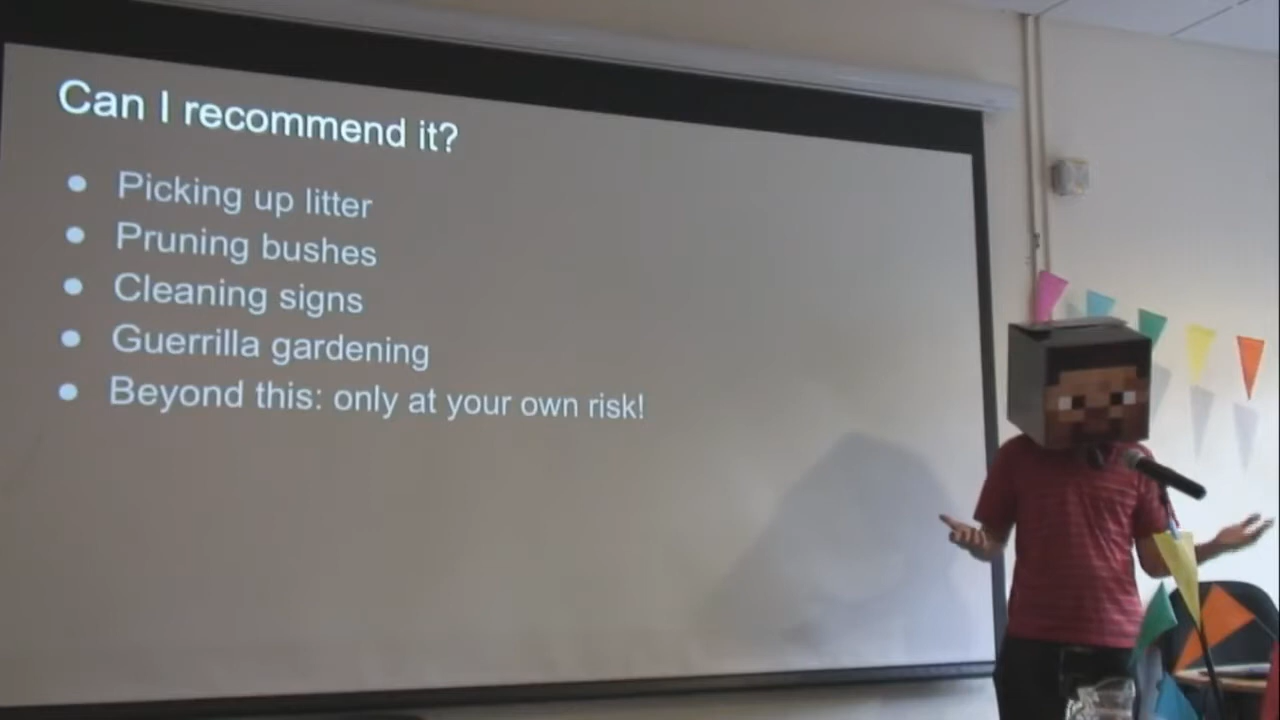 Can I recommend it?
● Picking up litter
● Pruning bushes
● Cleaning signs
● Guerrilla gardening
● Beyond this: only at your own risk!